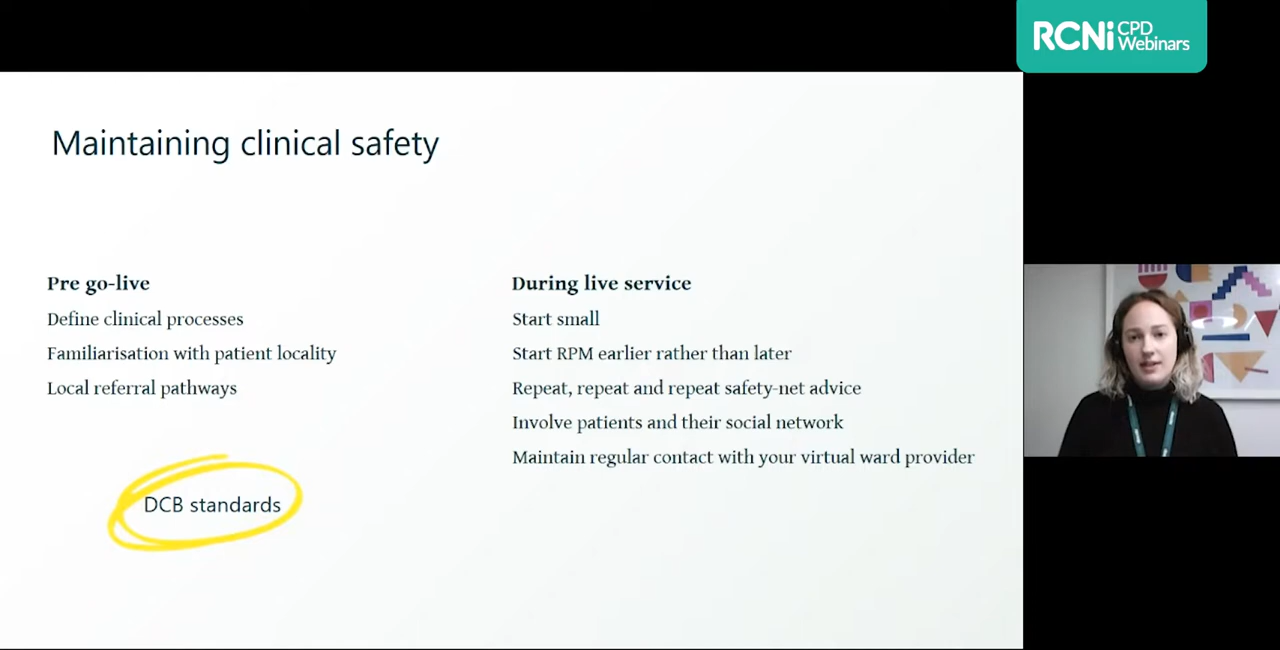 RCNi CPD Webinars
Maintaining clinical safety
Pre go-live
Define clinical processes
Familiarisation with patient locality
Local referral pathways
DCB standards
During live service
Start small
Start RPM earlier rather than later
Repeat, repeat and repeat safety-net advice
Involve patients and their social network
Maintain regular contact with your virtual ward provider